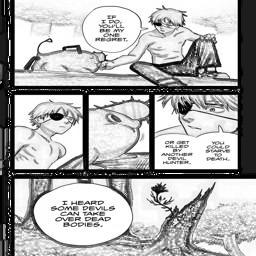 IF
I DO,
YOU'LL
BE MY
ONE
REGRET.
YOU
COULD
STARVE
TO
DEATH.
OR GET
KILLED
BY
ANOTHER
DEVIL
HUNTER.
I HEARD
SOME DEVILS
CAN TAKE
OVER DEAD
BODIES.